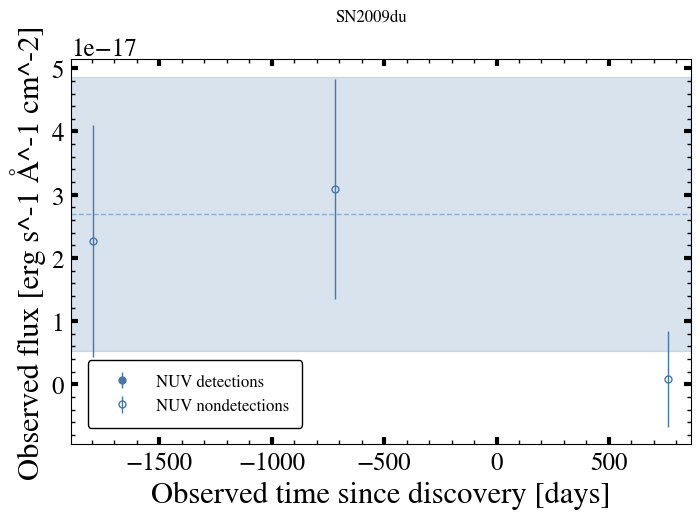 SN2009du
1e−17
Observed flux [erg s^-1 Å^-1 cm^-2]
5
4
3
2
1
0
NUV detections
NUV nondetections
−1500 −1000 −500 0 500
Observed time since discovery [days]